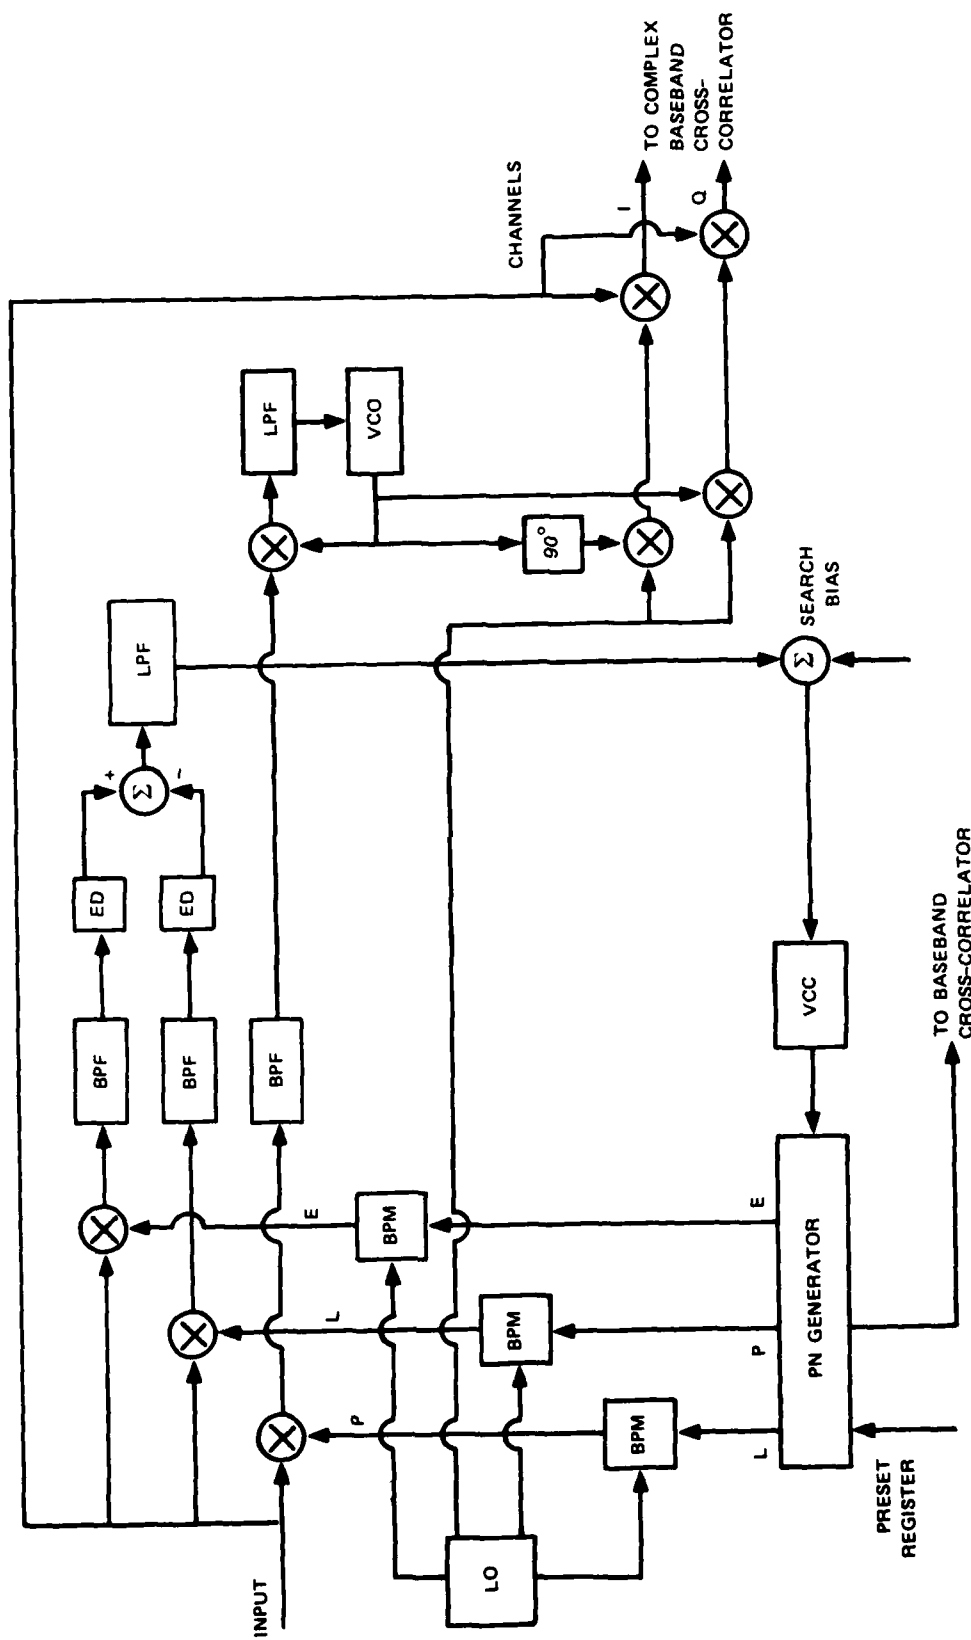 CHANNELS
TO COMPLEX
BASEBAND
CROSS-
CORRELATOR
I
Q
LPF
VCO
90°
LPF
Σ
+
−
ED
ED
SEARCH
BIAS
Σ
BPF
BPF
BPF
VCC
TO BASEBAND
CROSS-CORRELATOR
E
BPM
E
L
BPM
P
P
BPM
L
PN GENERATOR
PRESET
REGISTER
LO
INPUT